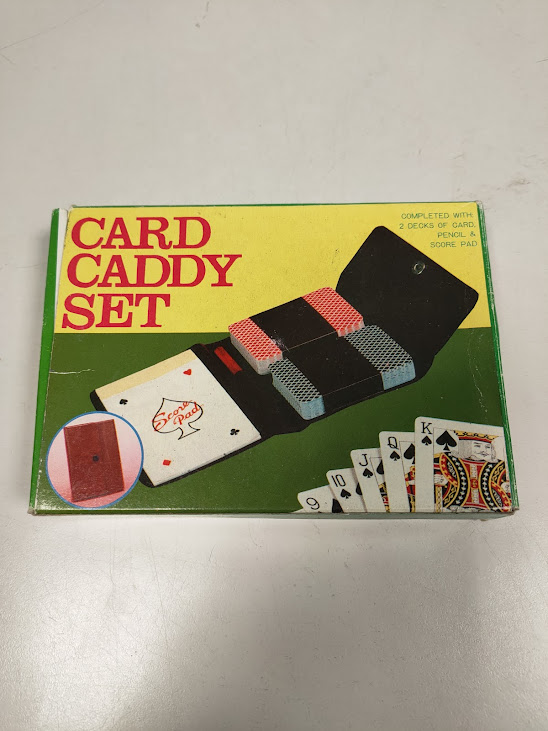 CARD
CADDY
SET
COMPLETED WITH:
2 DECKS OF CARD,
PENCIL &
SCORE PAD
Score
Pad
9
10
J
Q
K